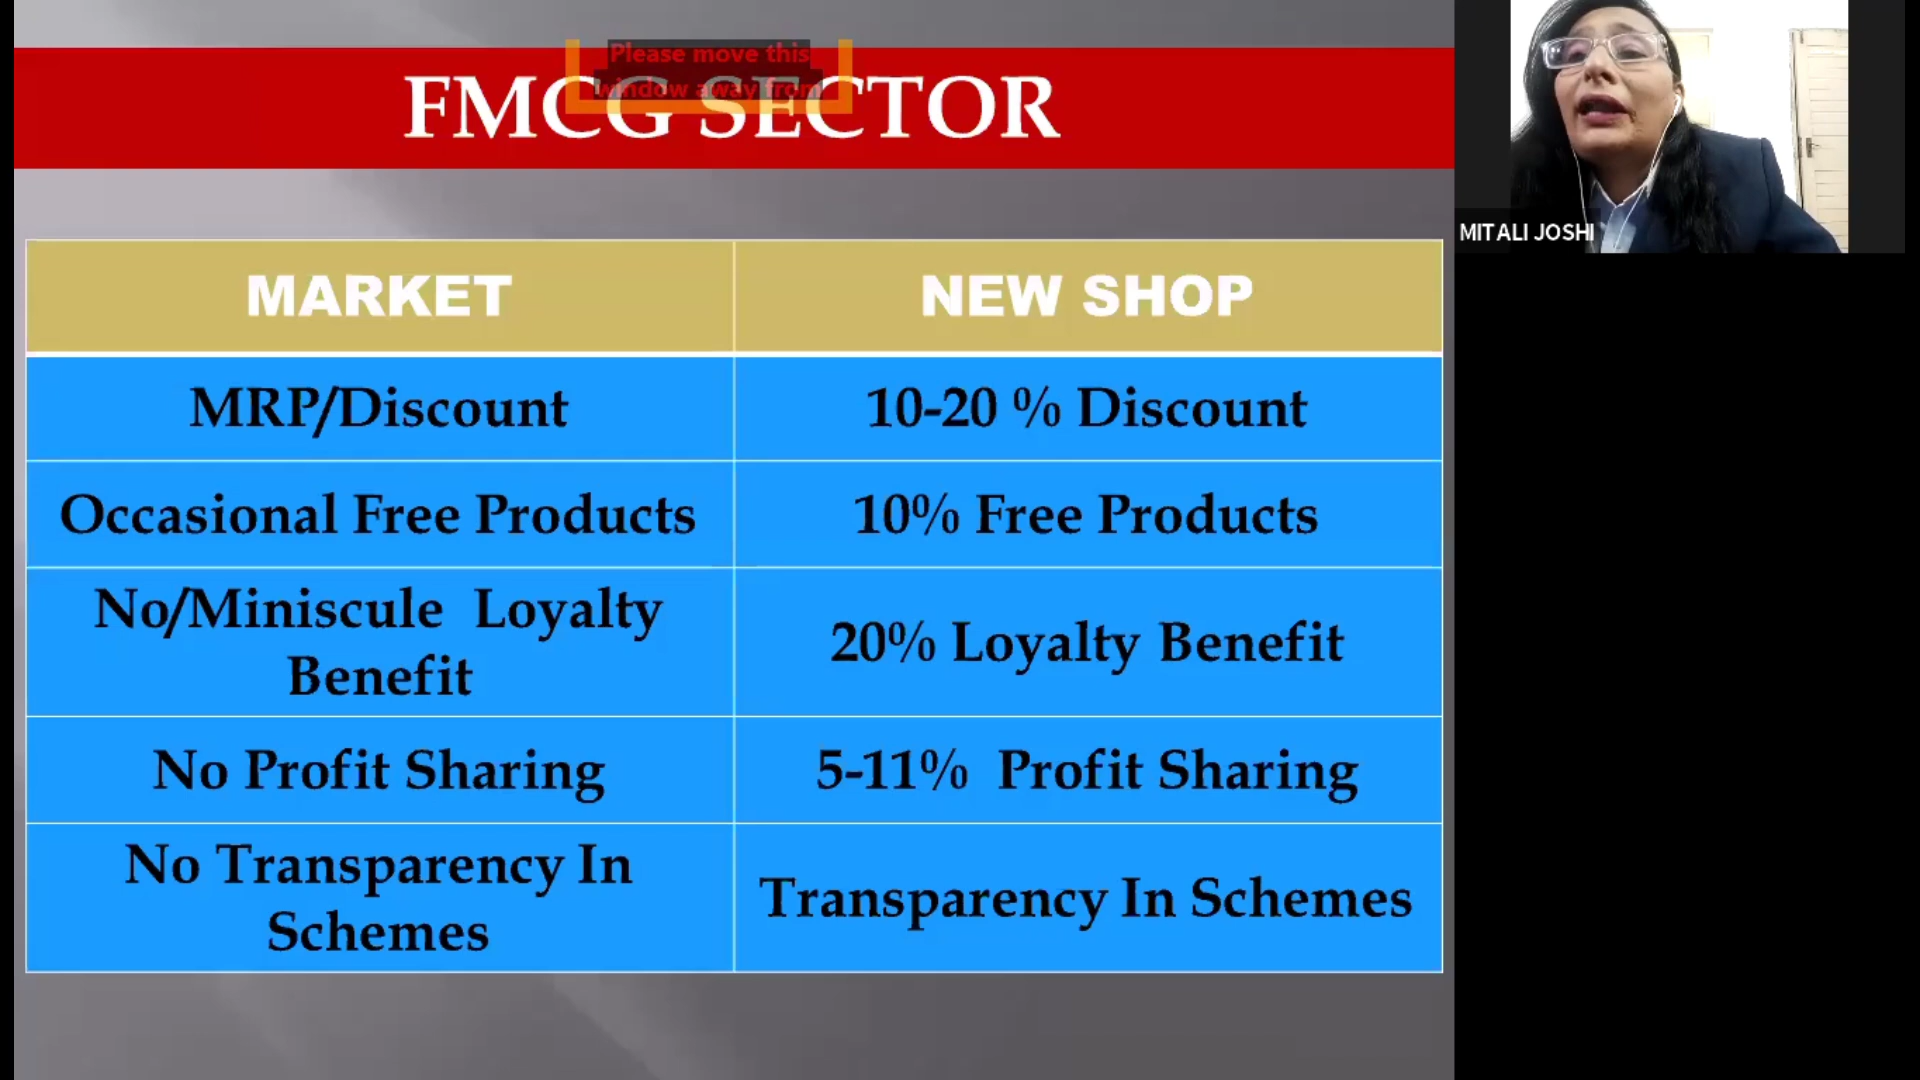 Please move this
window away from
FMCG SECTOR
MARKET
NEW SHOP
MRP/Discount
10-20 % Discount
Occasional Free Products
10% Free Products
No/Miniscule Loyalty
Benefit
20% Loyalty Benefit
No Profit Sharing
5-11% Profit Sharing
No Transparency In
Schemes
Transparency In Schemes
MITALI JOSHI